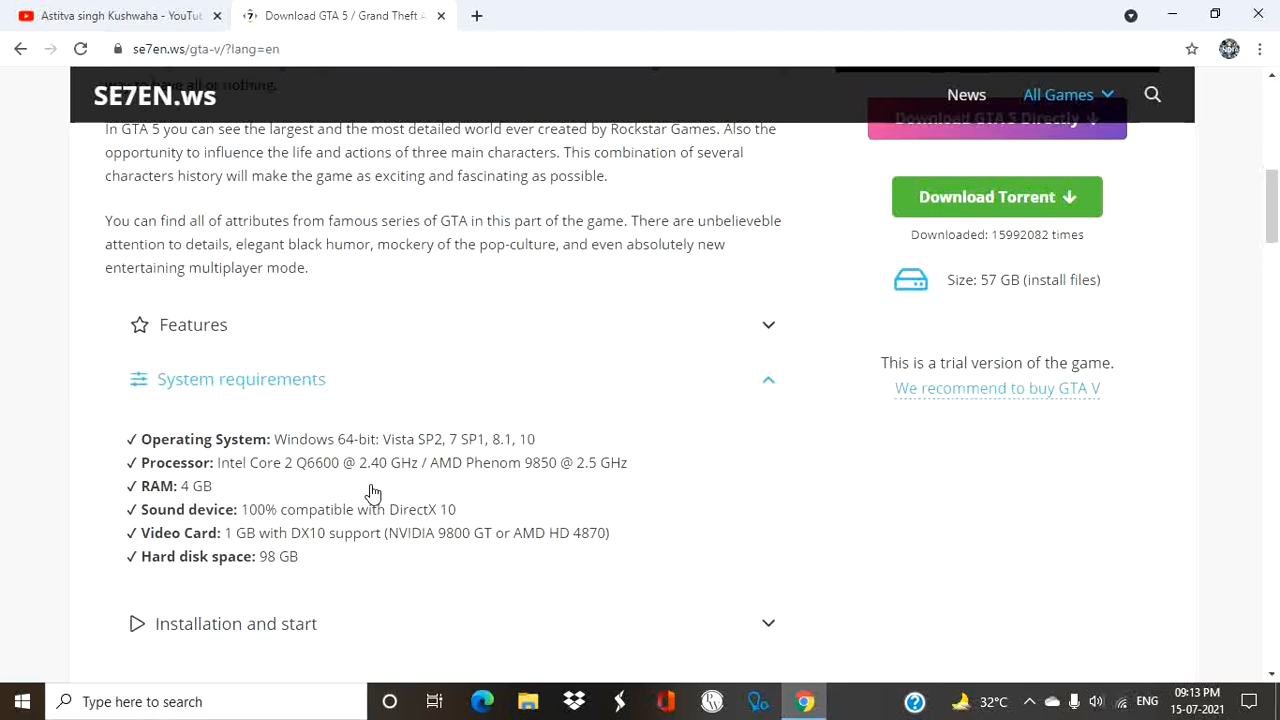 Astitva singh Kushwaha - YouTu
Download GTA 5 / Grand Theft A
se7en.ws/gta-v/?lang=en
way to have all or nothing.
SE7EN.ws
News
All Games
In GTA 5 you can see the largest and the most detailed world ever created by Rockstar Games. Also the
opportunity to influence the life and actions of three main characters. This combination of several
characters history will make the game as exciting and fascinating as possible.
You can find all of attributes from famous series of GTA in this part of the game. There are unbelieveble
attention to details, elegant black humor, mockery of the pop-culture, and even absolutely new
entertaining multiplayer mode.
Features
System requirements
✓ Operating System: Windows 64-bit: Vista SP2, 7 SP1, 8.1, 10
✓ Processor: Intel Core 2 Q6600 @ 2.40 GHz / AMD Phenom 9850 @ 2.5 GHz
✓ RAM: 4 GB
✓ Sound device: 100% compatible with DirectX 10
✓ Video Card: 1 GB with DX10 support (NVIDIA 9800 GT or AMD HD 4870)
✓ Hard disk space: 98 GB
Installation and start
Download GTA 5 Directly
Download Torrent
Downloaded: 15992082 times
Size: 57 GB (install files)
This is a trial version of the game.
We recommend to buy GTA V
Type here to search
32°C
ENG
09:13 PM
15-07-2021